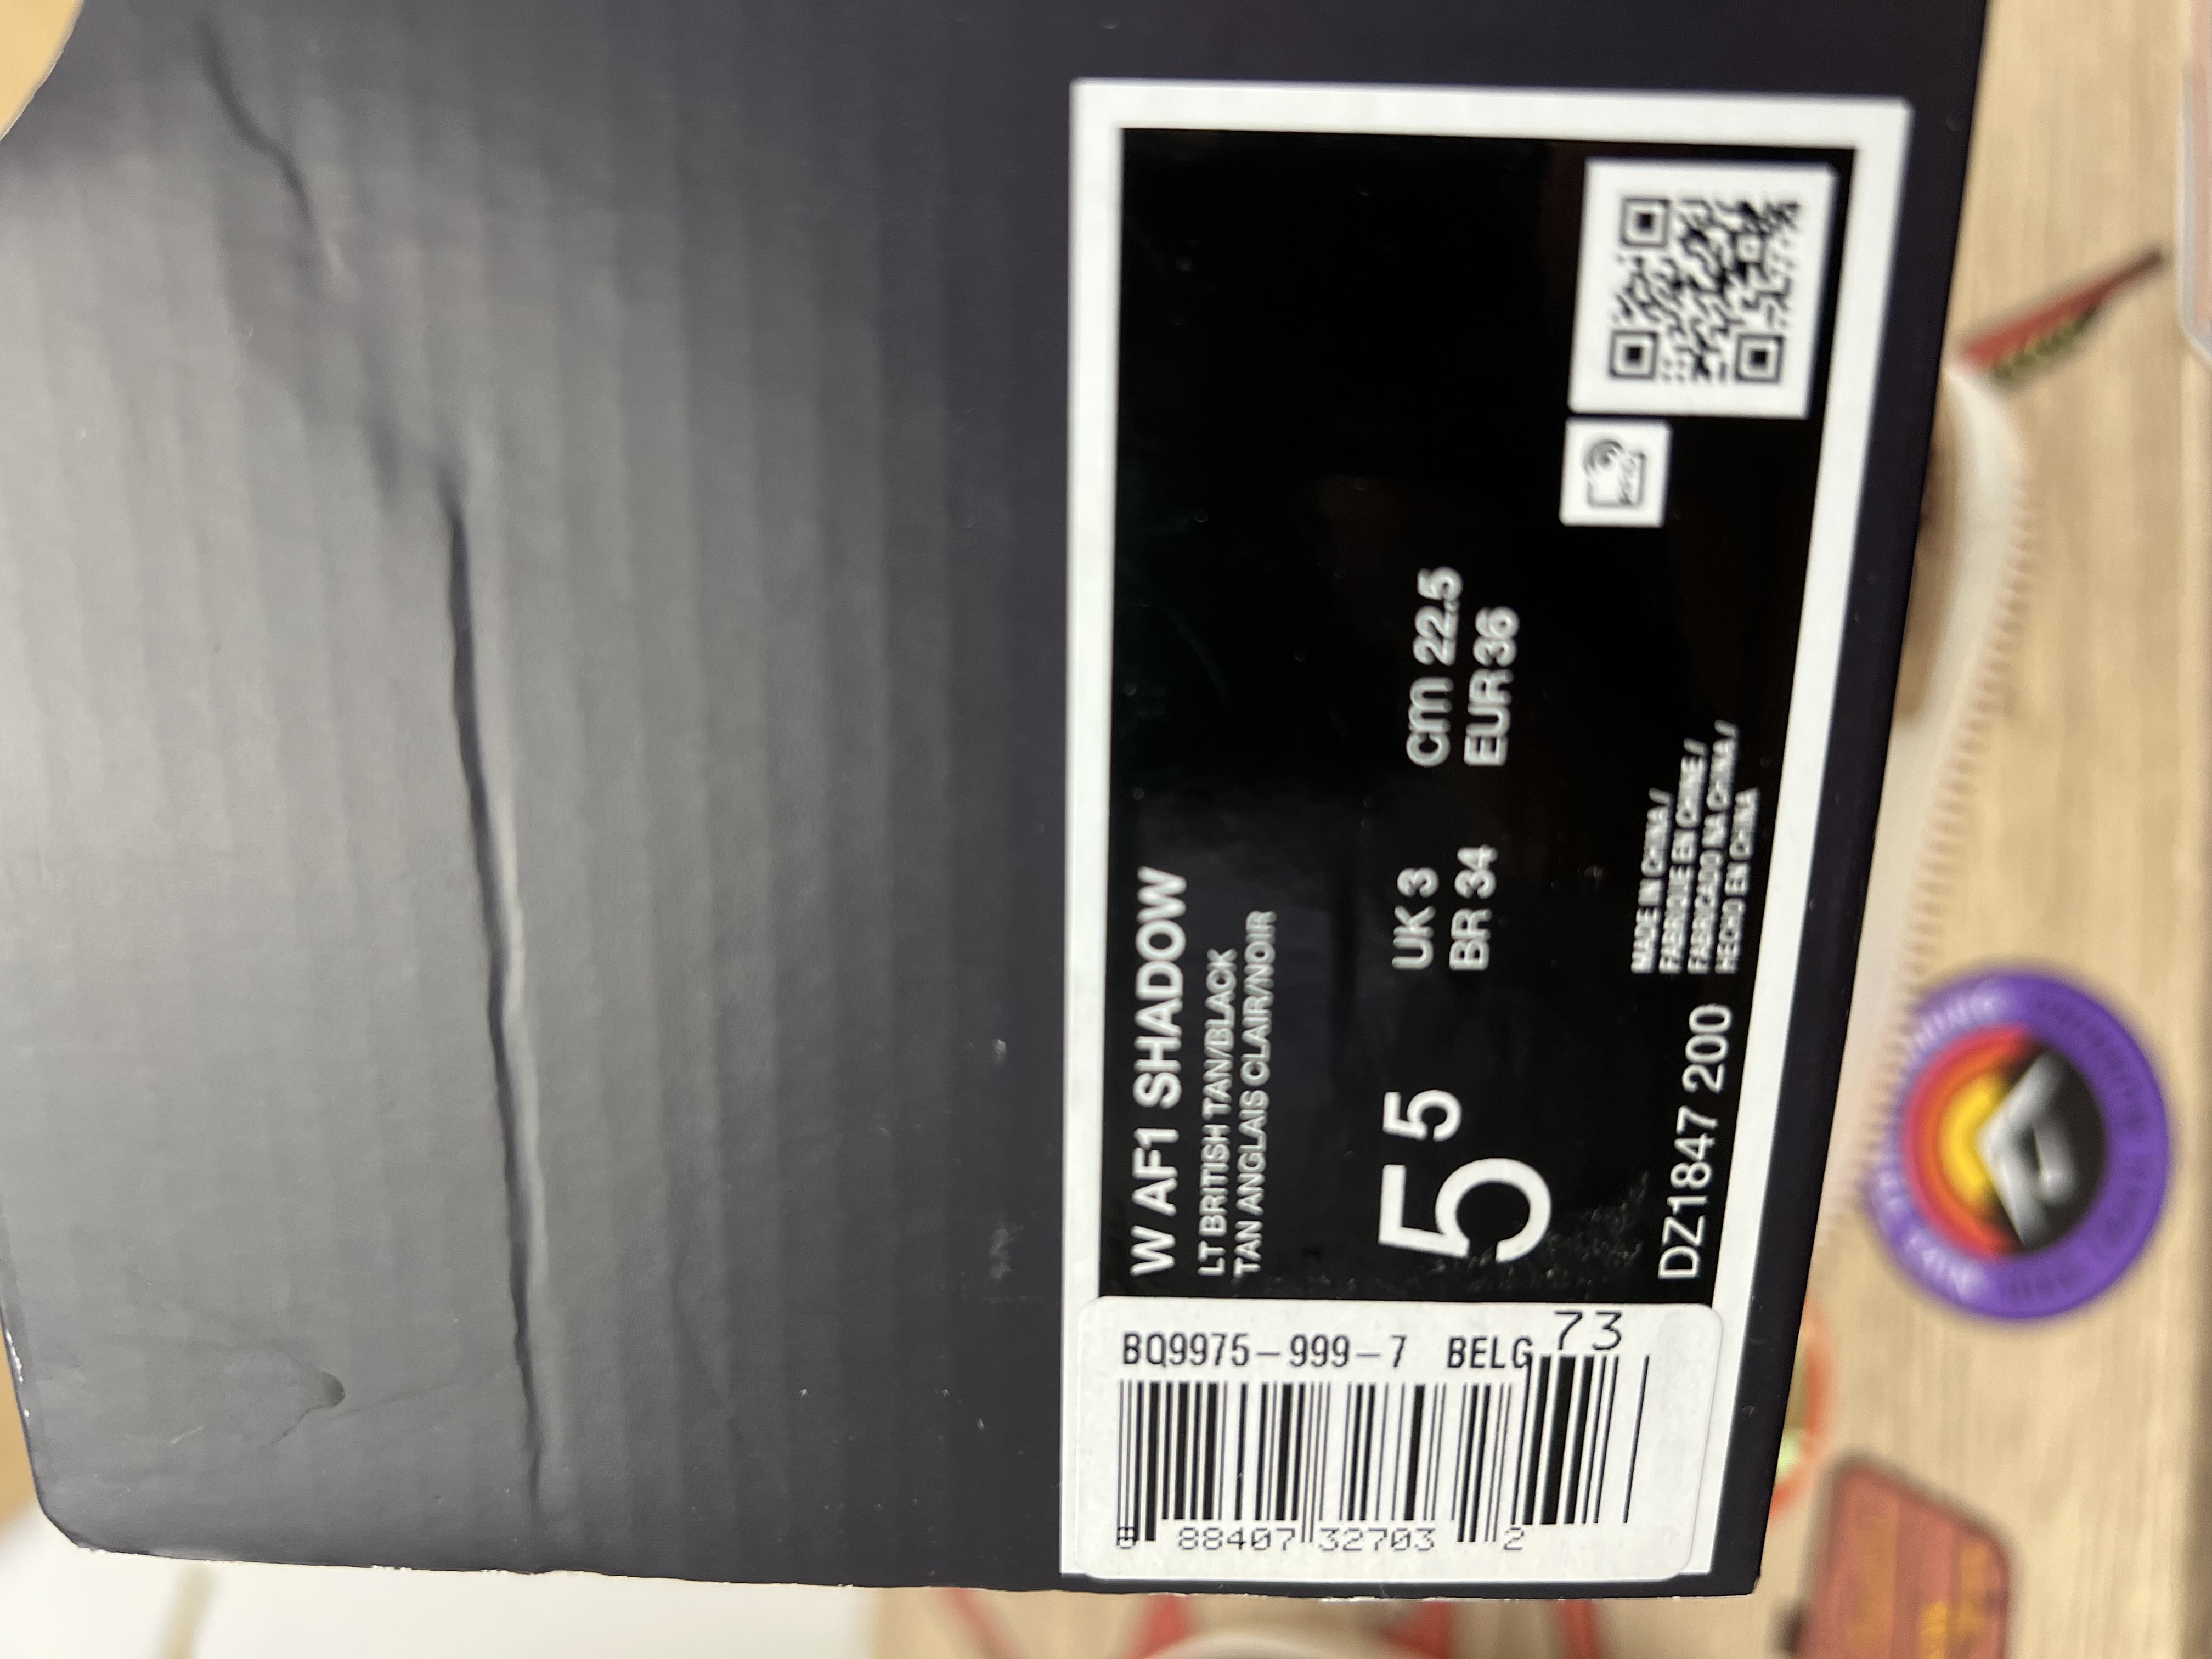 BQ9975-999-7 BELG 73
8 88407 32703 2
W AF1 SHADOW
LT BRITISH TAN/BLACK
TAN ANGLAIS CLAIR/NOIR
5 5
UK 3
BR 34
cm 22.5
EUR 36
DZ1847 200
MADE IN CHINA /
FABRIQUE EN CHINE /
FABRICADO NA CHINA /
HECHO EN CHINA